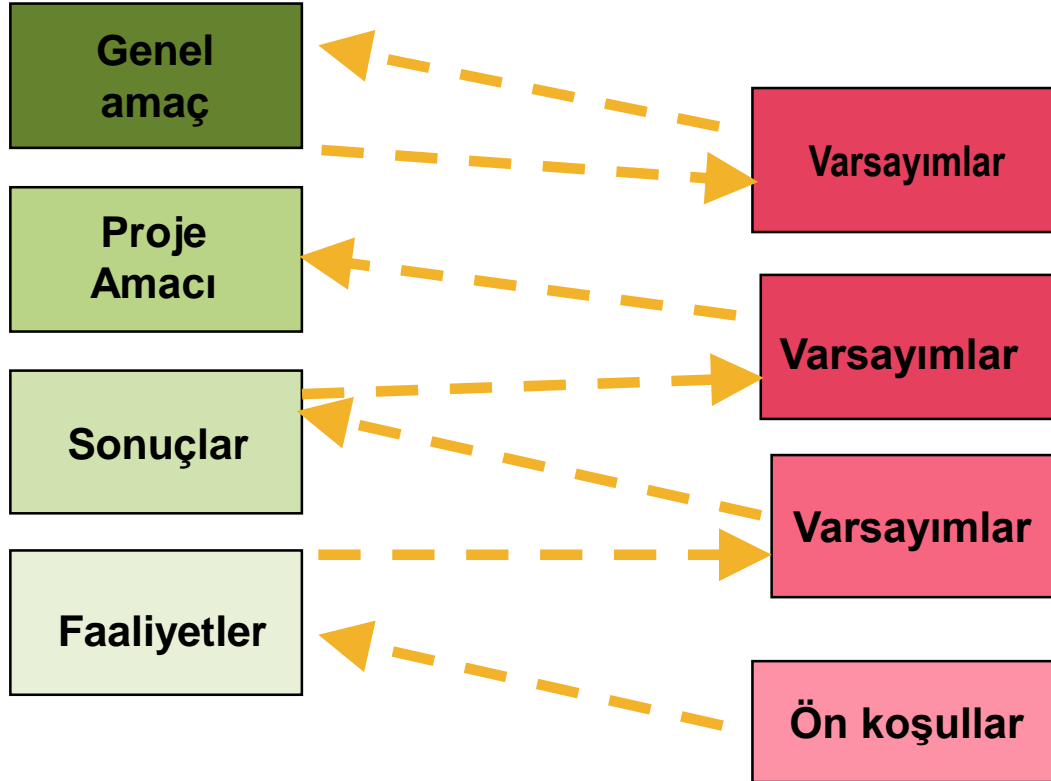 Genel
amaç
Varsayımlar
Proje
Amacı
Varsayımlar
Sonuçlar
Varsayımlar
Faaliyetler
Ön koşullar